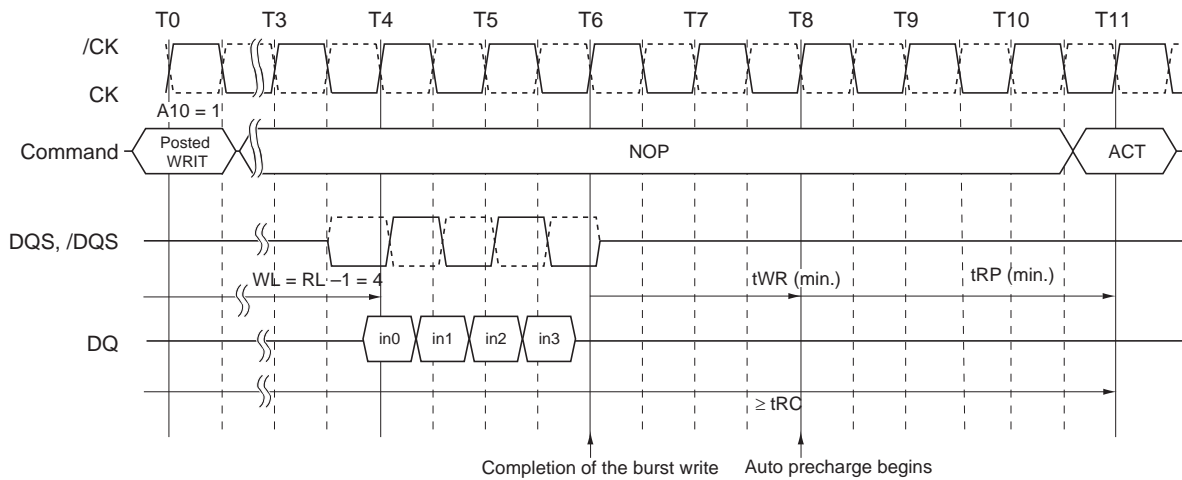 T0 T3 T4 T5 T6 T7 T8 T9 T10 T11
/CK
CK
A10 = 1
Command
Posted
WRIT
NOP
ACT
DQS, /DQS
WL = RL –1 = 4
tWR (min.)
tRP (min.)
DQ
in0 in1 in2 in3
≥ tRC
Completion of the burst write
Auto precharge begins